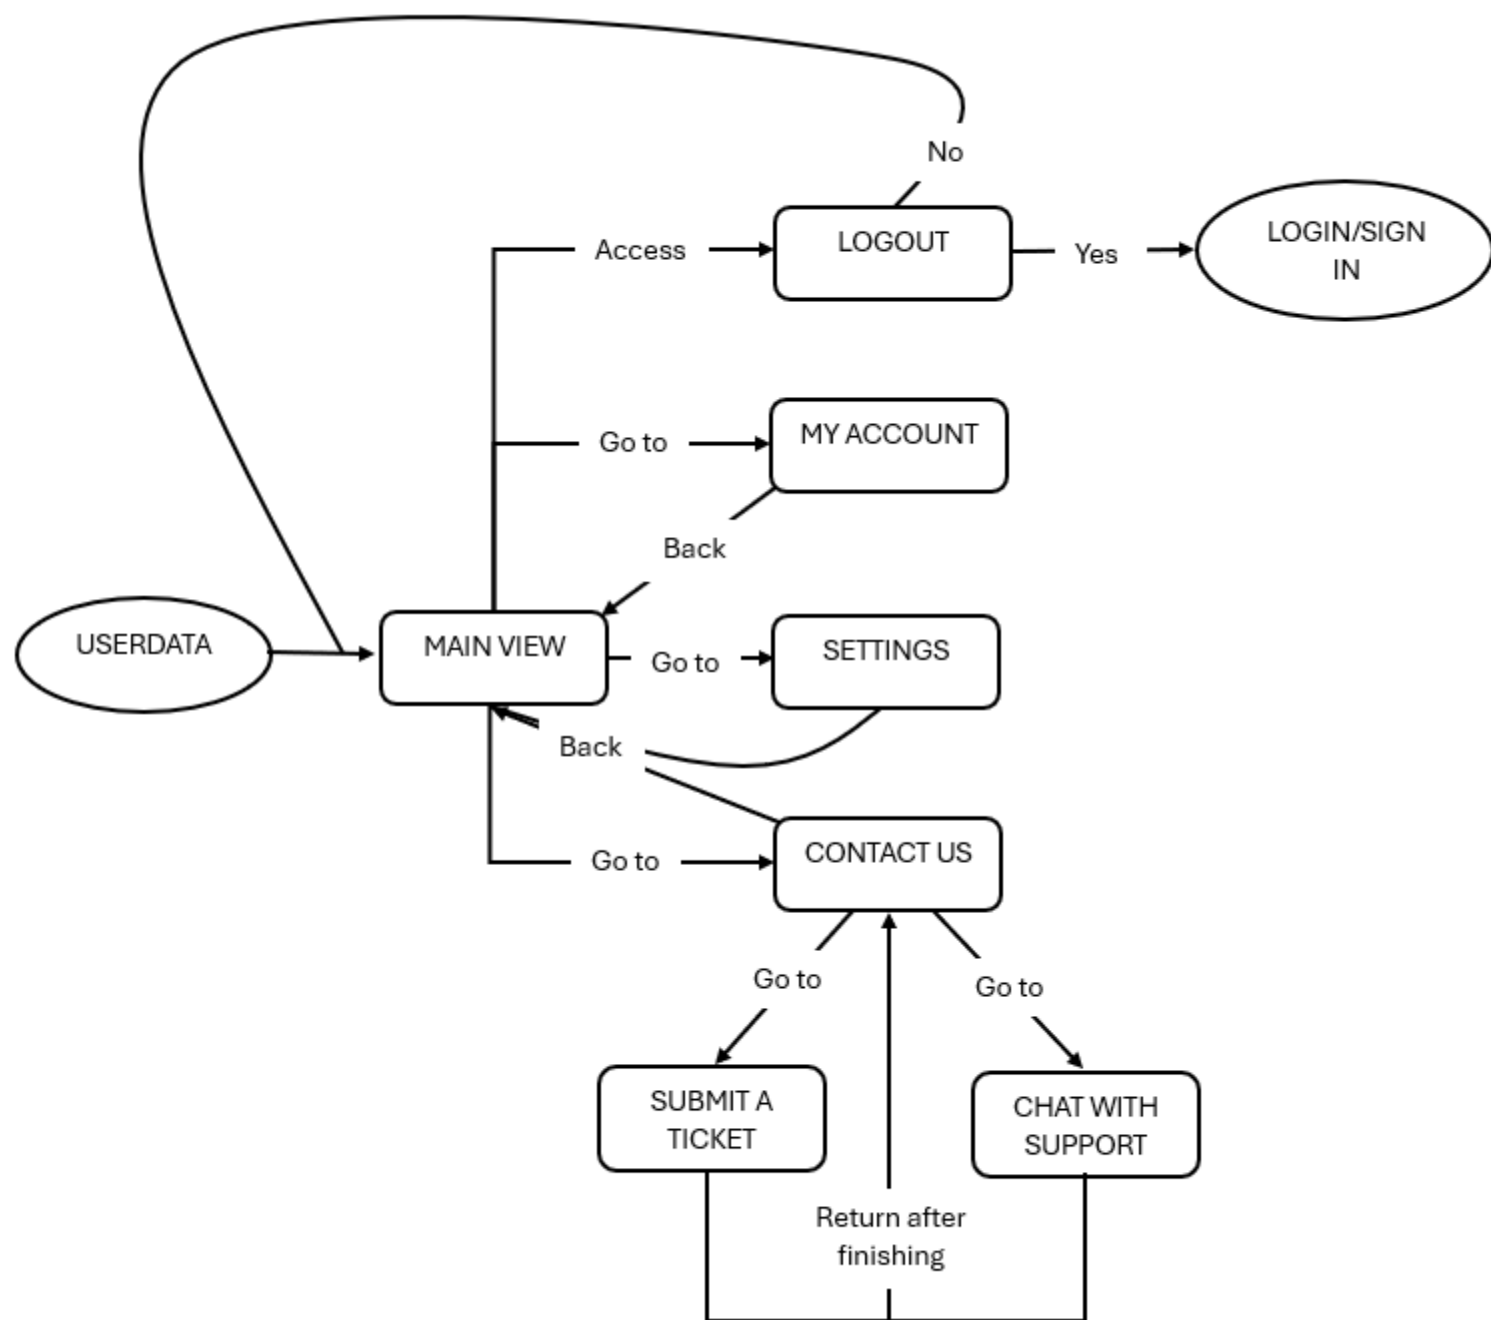 No
Access
LOGOUT
Yes
LOGIN/SIGN
IN
Go to
MY ACCOUNT
Back
USERDATA
MAIN VIEW
Go to
SETTINGS
Back
Go to
CONTACT US
Go to
Go to
SUBMIT A
TICKET
CHAT WITH
SUPPORT
Return after
finishing